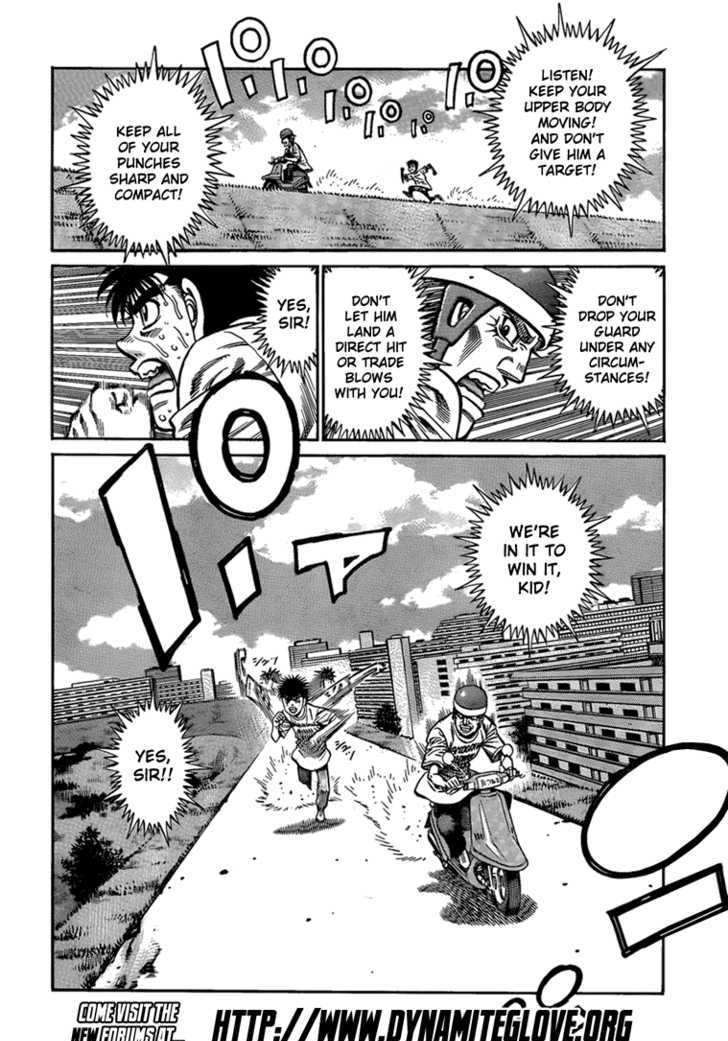 LISTEN!
KEEP YOUR
UPPER BODY
MOVING!
AND DON'T
GIVE HIM A
TARGET!
KEEP ALL
OF YOUR
PUNCHES
SHARP AND
COMPACT!
DON'T
DROP YOUR
GUARD
UNDER ANY
CIRCUM-
STANCES!
DON'T
LET HIM
LAND A
DIRECT HIT
OR TRADE
BLOWS
WITH YOU!
YES,
SIR!
WE'RE
IN IT TO
WIN IT,
KID!
YES,
SIR!!
COME VISIT THE
NEW FORUMS AT...
HTTP://WWW.DYNAMITEGLOVE.ORG